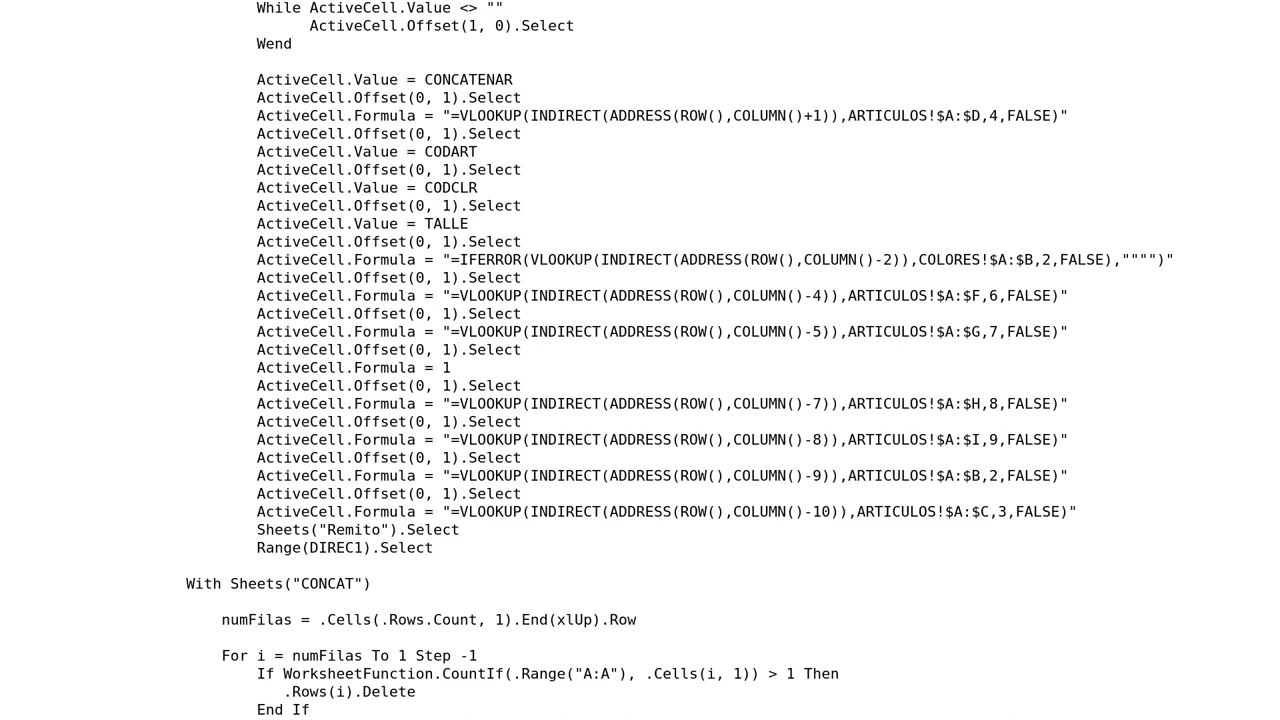 While ActiveCell.Value <> ""
ActiveCell.Offset(1, 0).Select
Wend
ActiveCell.Value = CONCATENAR
ActiveCell.Offset(0, 1).Select
ActiveCell.Formula = "=VLOOKUP(INDIRECT(ADDRESS(ROW(),COLUMN()+1)),ARTICULOS!$A:$D,4,FALSE)"
ActiveCell.Offset(0, 1).Select
ActiveCell.Value = CODART
ActiveCell.Offset(0, 1).Select
ActiveCell.Value = CODCLR
ActiveCell.Offset(0, 1).Select
ActiveCell.Value = TALLE
ActiveCell.Offset(0, 1).Select
ActiveCell.Formula = "=IFERROR(VLOOKUP(INDIRECT(ADDRESS(ROW(),COLUMN()-2)),COLORES!$A:$B,2,FALSE),"""")"
ActiveCell.Offset(0, 1).Select
ActiveCell.Formula = "=VLOOKUP(INDIRECT(ADDRESS(ROW(),COLUMN()-4)),ARTICULOS!$A:$F,6,FALSE)"
ActiveCell.Offset(0, 1).Select
ActiveCell.Formula = "=VLOOKUP(INDIRECT(ADDRESS(ROW(),COLUMN()-5)),ARTICULOS!$A:$G,7,FALSE)"
ActiveCell.Offset(0, 1).Select
ActiveCell.Formula = 1
ActiveCell.Offset(0, 1).Select
ActiveCell.Formula = "=VLOOKUP(INDIRECT(ADDRESS(ROW(),COLUMN()-7)),ARTICULOS!$A:$H,8,FALSE)"
ActiveCell.Offset(0, 1).Select
ActiveCell.Formula = "=VLOOKUP(INDIRECT(ADDRESS(ROW(),COLUMN()-8)),ARTICULOS!$A:$I,9,FALSE)"
ActiveCell.Offset(0, 1).Select
ActiveCell.Formula = "=VLOOKUP(INDIRECT(ADDRESS(ROW(),COLUMN()-9)),ARTICULOS!$A:$B,2,FALSE)"
ActiveCell.Offset(0, 1).Select
ActiveCell.Formula = "=VLOOKUP(INDIRECT(ADDRESS(ROW(),COLUMN()-10)),ARTICULOS!$A:$C,3,FALSE)"
Sheets("Remito").Select
Range(DIREC1).Select
With Sheets("CONCAT")
numFilas = .Cells(.Rows.Count, 1).End(xlUp).Row
For i = numFilas To 1 Step -1
If WorksheetFunction.CountIf(.Range("A:A"), .Cells(i, 1)) > 1 Then
.Rows(i).Delete
End If